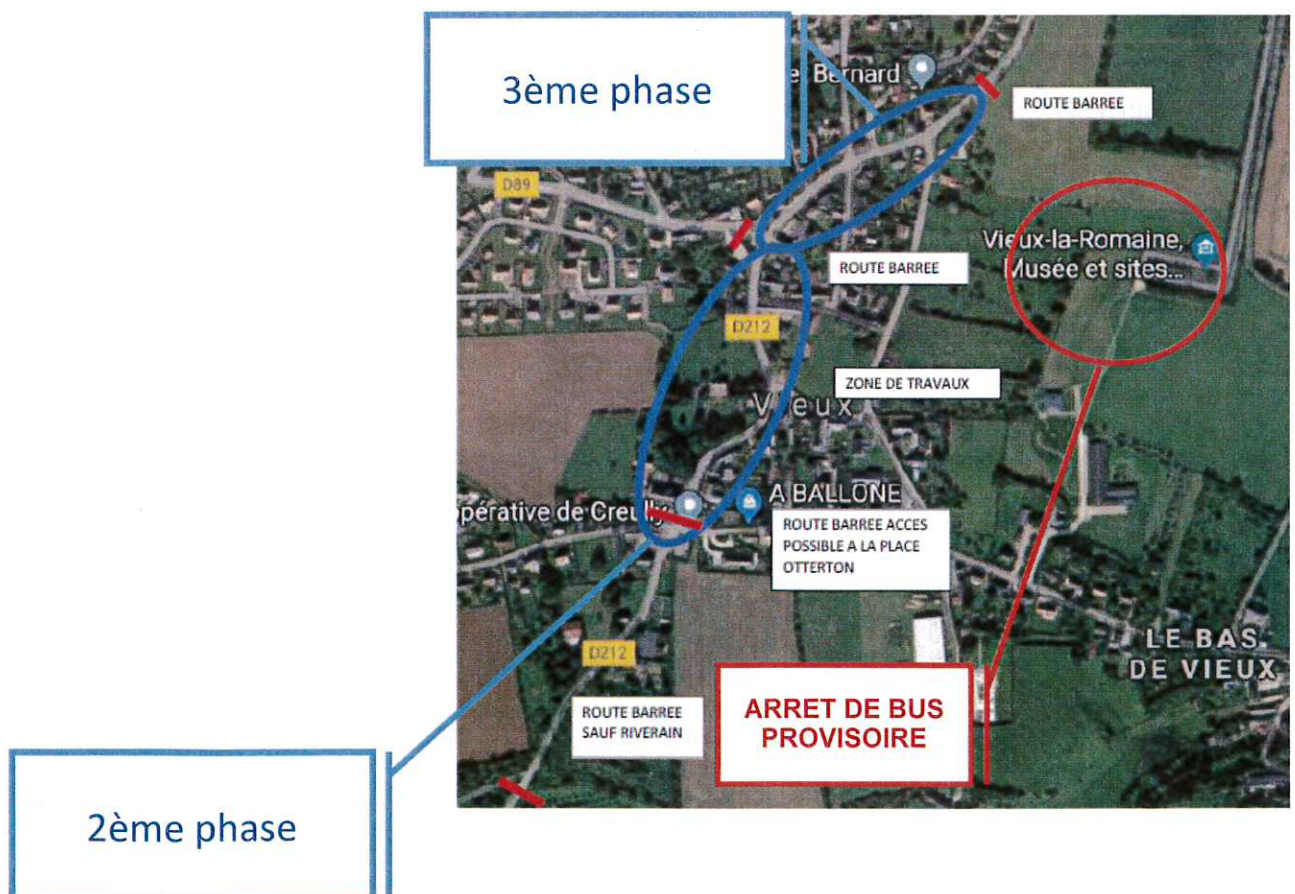 3ème phase
e Bernard
ROUTE BARREE
D89
Vieux-la-Romaine,
Musée et sites...
ROUTE BARREE
D212
ZONE DE TRAVAUX
Vieux
A BALLONE
opérative de Creully
ROUTE BARREE ACCES
POSSIBLE A LA PLACE
OTTERTON
D212
LE BAS
DE VIEUX
ROUTE BARREE
SAUF RIVERAIN
ARRET DE BUS
PROVISOIRE
2ème phase